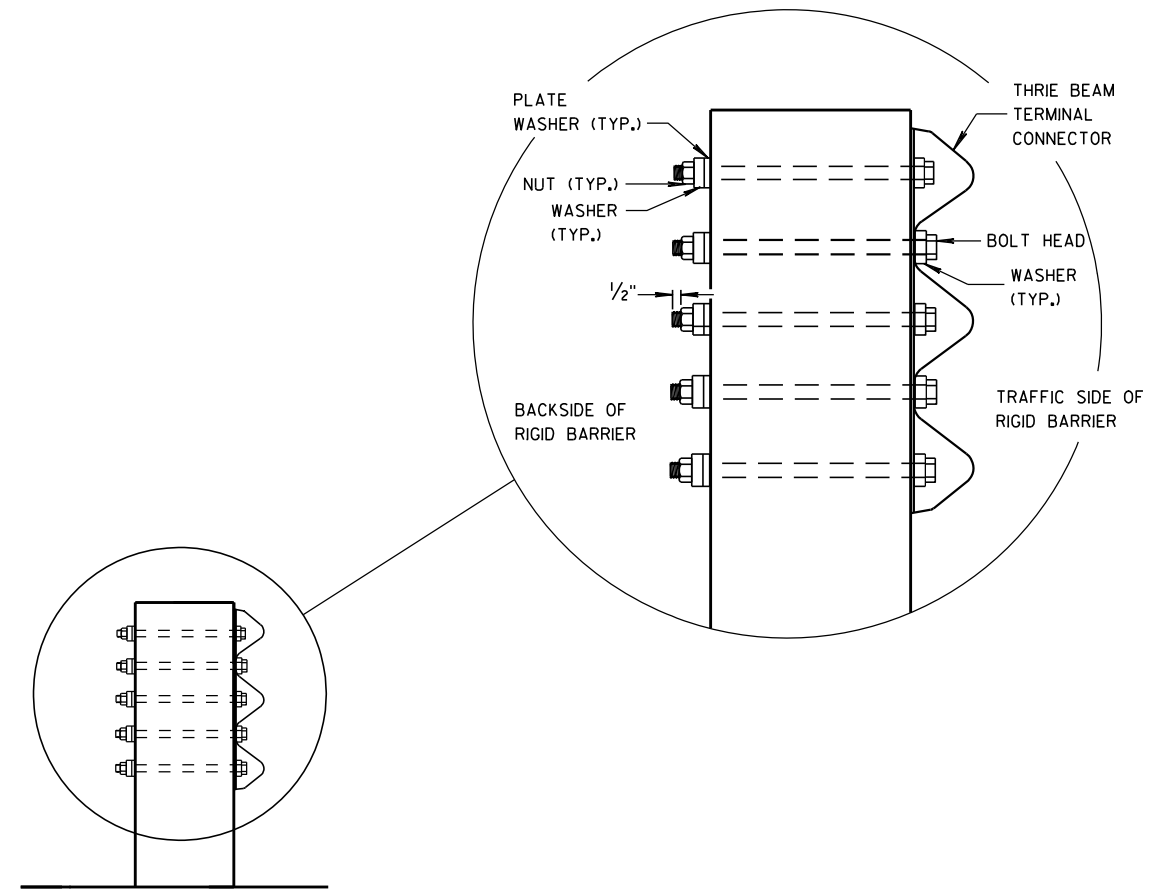 PLATE
WASHER (TYP.)
NUT (TYP.)
WASHER
(TYP.)
1/2"
BACKSIDE OF
RIGID BARRIER
THRIE BEAM
TERMINAL
CONNECTOR
BOLT HEAD
WASHER
(TYP.)
TRAFFIC SIDE OF
RIGID BARRIER